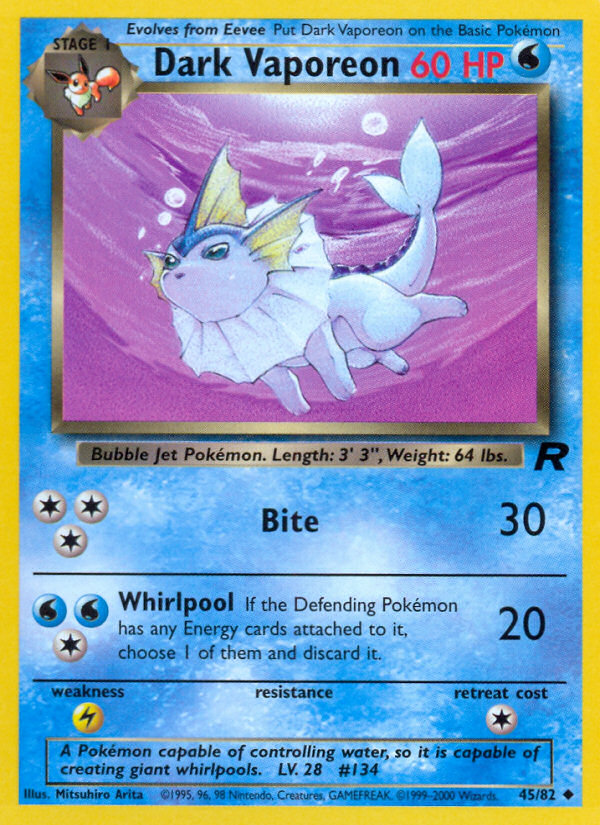 Evolves from Eevee Put Dark Vaporeon on the Basic Pokémon
STAGE 1
Dark Vaporeon 60 HP
Bubble Jet Pokémon. Length: 3' 3", Weight: 64 lbs.
R
Bite 30
Whirlpool If the Defending Pokémon
has any Energy cards attached to it,
choose 1 of them and discard it.
20
weakness resistance retreat cost
A Pokémon capable of controlling water, so it is capable of
creating giant whirlpools. LV. 28 #134
Illus. Mitsuhiro Arita ©1995, 96, 98 Nintendo, Creatures, GAMEFREAK. ©1999–2000 Wizards. 45/82